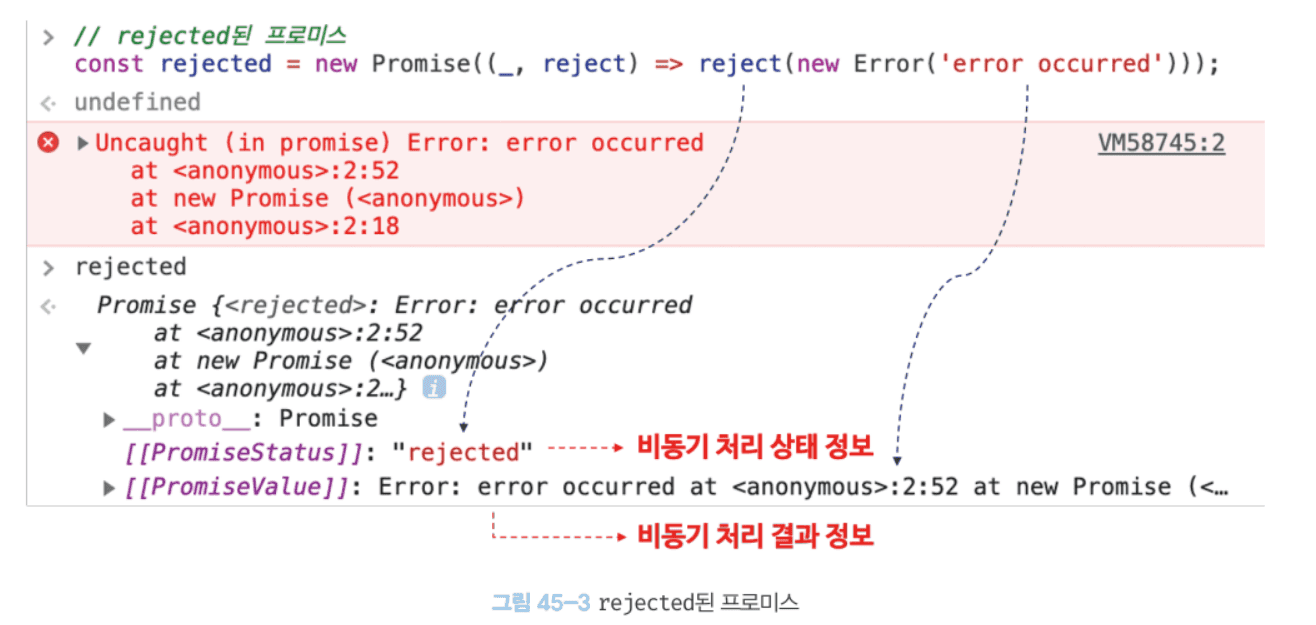 > // rejected된 프로미스
const rejected = new Promise((_, reject) => reject(new Error('error occurred')));
undefined
Uncaught (in promise) Error: error occurred VM58745:2
at <anonymous>:2:52
at new Promise (<anonymous>)
at <anonymous>:2:18
> rejected
Promise {<rejected>: Error: error occurred
at <anonymous>:2:52
at new Promise (<anonymous>)
at <anonymous>:2…} i
__proto__: Promise
[[PromiseStatus]]: "rejected" 비동기 처리 상태 정보
[[PromiseValue]]: Error: error occurred at <anonymous>:2:52 at new Promise (<…
비동기 처리 결과 정보
그림 45-3 rejected된 프로미스